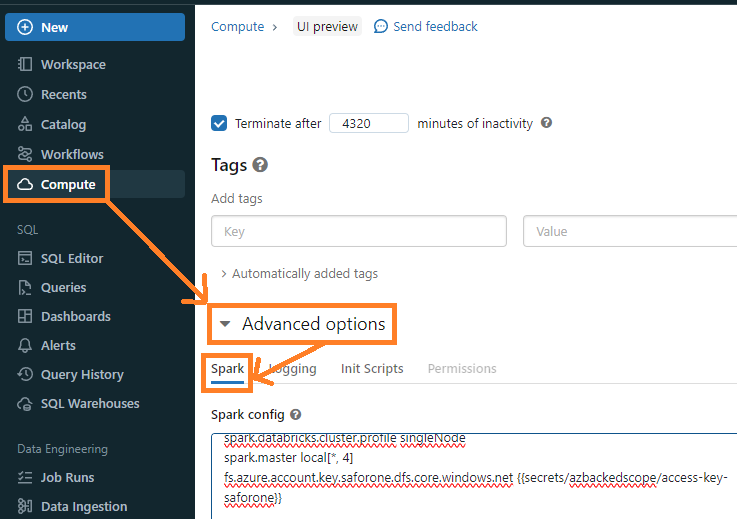 New
Workspace
Recents
Catalog
Workflows
Compute
SQL
SQL Editor
Queries
Dashboards
Alerts
Query History
SQL Warehouses
Data Engineering
Job Runs
Data Ingestion
Compute > UI preview Send feedback
Terminate after 4320 minutes of inactivity ?
Tags ?
Add tags
Key Value
> Automatically added tags
Advanced options
Spark Logging Init Scripts Permissions
Spark config ?
spark.databricks.cluster.profile singleNode
spark.master local[*, 4]
fs.azure.account.key.saforone.dfs.core.windows.net {{secrets/azbackedscope/access-key-
saforone}}